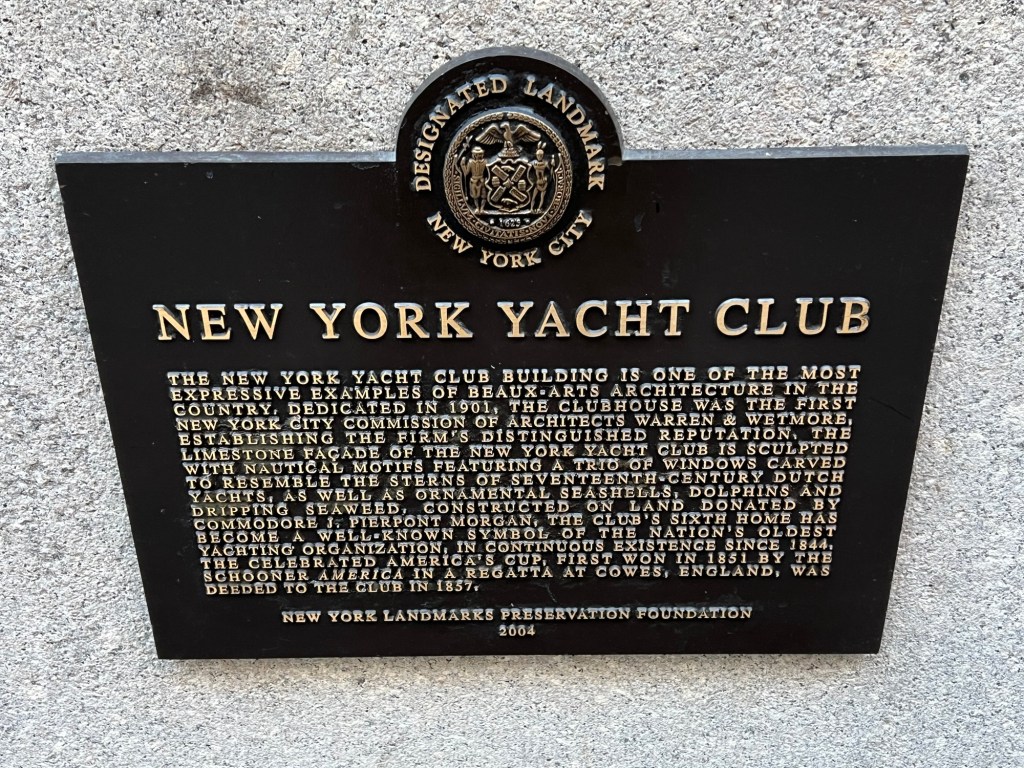 DESIGNATED LANDMARK
NEW YORK CITY
1625
NEW YORK YACHT CLUB
THE NEW YORK YACHT CLUB BUILDING IS ONE OF THE MOST
EXPRESSIVE EXAMPLES OF BEAUX-ARTS ARCHITECTURE IN THE
COUNTRY. DEDICATED IN 1901, THE CLUBHOUSE WAS THE FIRST
NEW YORK CITY COMMISSION OF ARCHITECTS WARREN & WETMORE,
ESTABLISHING THE FIRM'S DISTINGUISHED REPUTATION. THE
LIMESTONE FAÇADE OF THE NEW YORK YACHT CLUB IS SCULPTED
WITH NAUTICAL MOTIFS FEATURING A TRIO OF WINDOWS CARVED
TO RESEMBLE THE STERNS OF SEVENTEENTH-CENTURY DUTCH
YACHTS, AS WELL AS ORNAMENTAL SEASHELLS, DOLPHINS AND
DRIPPING SEAWEED. CONSTRUCTED ON LAND DONATED BY
COMMODORE J. PIERPONT MORGAN, THE CLUB'S SIXTH HOME HAS
BECOME A WELL-KNOWN SYMBOL OF THE NATION'S OLDEST
YACHTING ORGANIZATION, IN CONTINUOUS EXISTENCE SINCE 1844.
THE CELEBRATED AMERICA'S CUP, FIRST WON IN 1851 BY THE
SCHOONER AMERICA IN A REGATTA AT COWES, ENGLAND, WAS
DEEDED TO THE CLUB IN 1857.
NEW YORK LANDMARKS PRESERVATION FOUNDATION
2004